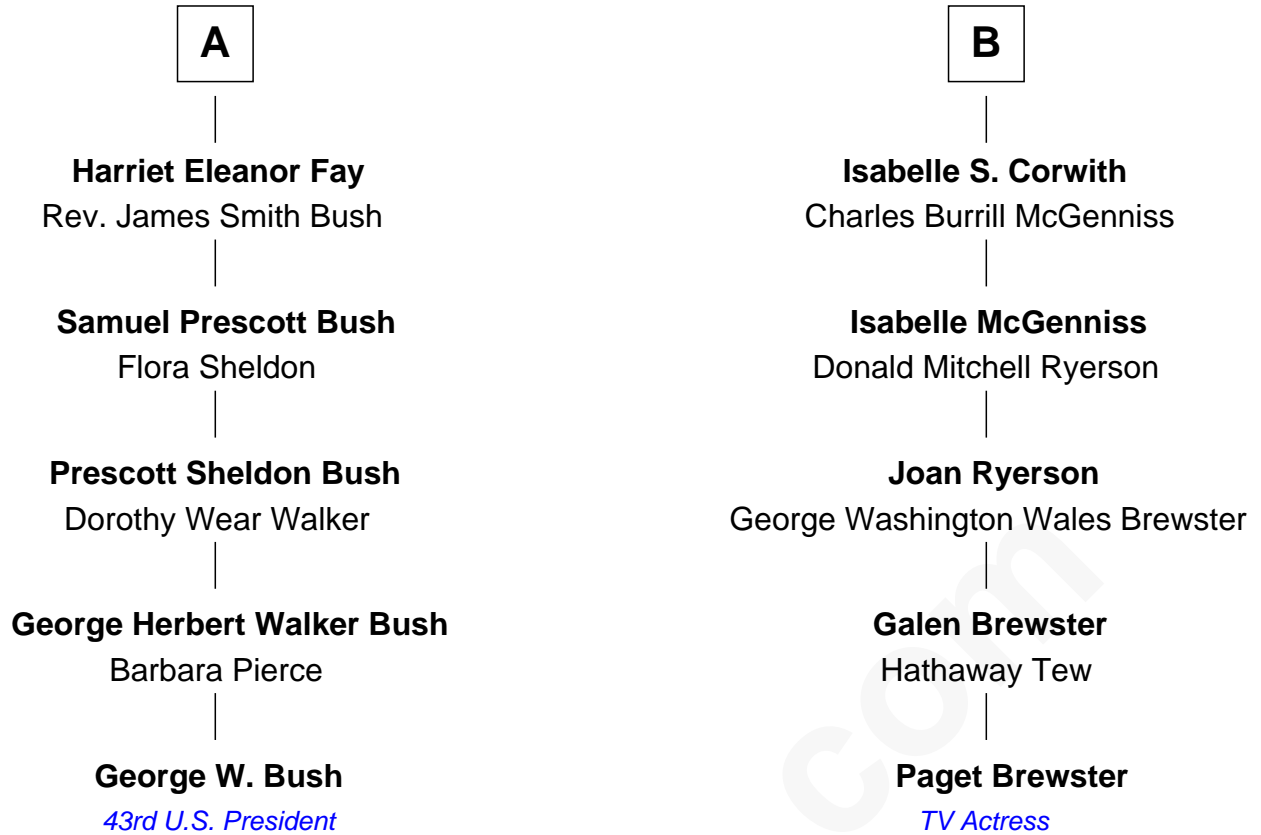 A
Harriet Eleanor Fay
Rev. James Smith Bush
Samuel Prescott Bush
Flora Sheldon
Prescott Sheldon Bush
Dorothy Wear Walker
George Herbert Walker Bush
Barbara Pierce
George W. Bush
43rd U.S. President
B
Isabelle S. Corwith
Charles Burrill McGenniss
Isabelle McGenniss
Donald Mitchell Ryerson
Joan Ryerson
George Washington Wales Brewster
Galen Brewster
Hathaway Tew
Paget Brewster
TV Actress
com